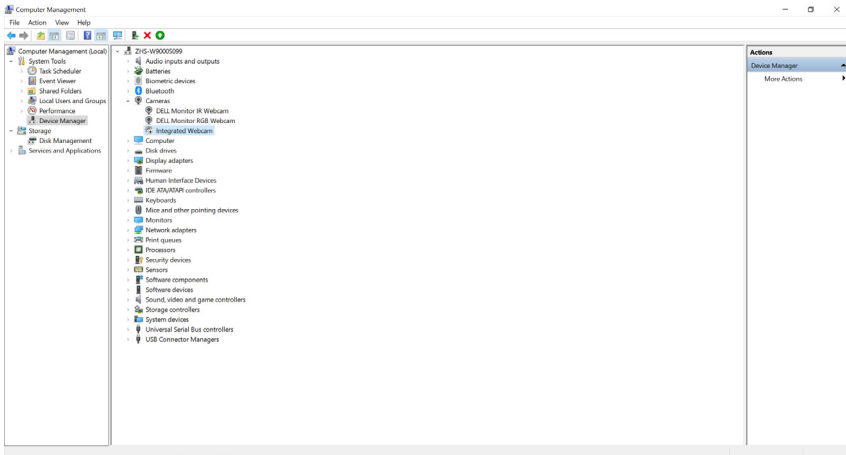 Computer Management
File Action View Help
Computer Management (Local)
System Tools
Task Scheduler
Event Viewer
Shared Folders
Local Users and Groups
Performance
Device Manager
Storage
Disk Management
Services and Applications
ZHS-W90005099
Audio inputs and outputs
Batteries
Biometric devices
Bluetooth
Cameras
DELL Monitor IR Webcam
DELL Monitor RGB Webcam
Integrated Webcam
Computer
Disk drives
Display adapters
Firmware
Human Interface Devices
IDE ATA/ATAPI controllers
Keyboards
Mice and other pointing devices
Monitors
Network adapters
Print queues
Processors
Security devices
Sensors
Software components
Software devices
Sound, video and game controllers
Storage controllers
System devices
Universal Serial Bus controllers
USB Connector Managers
Actions
Device Manager
More Actions